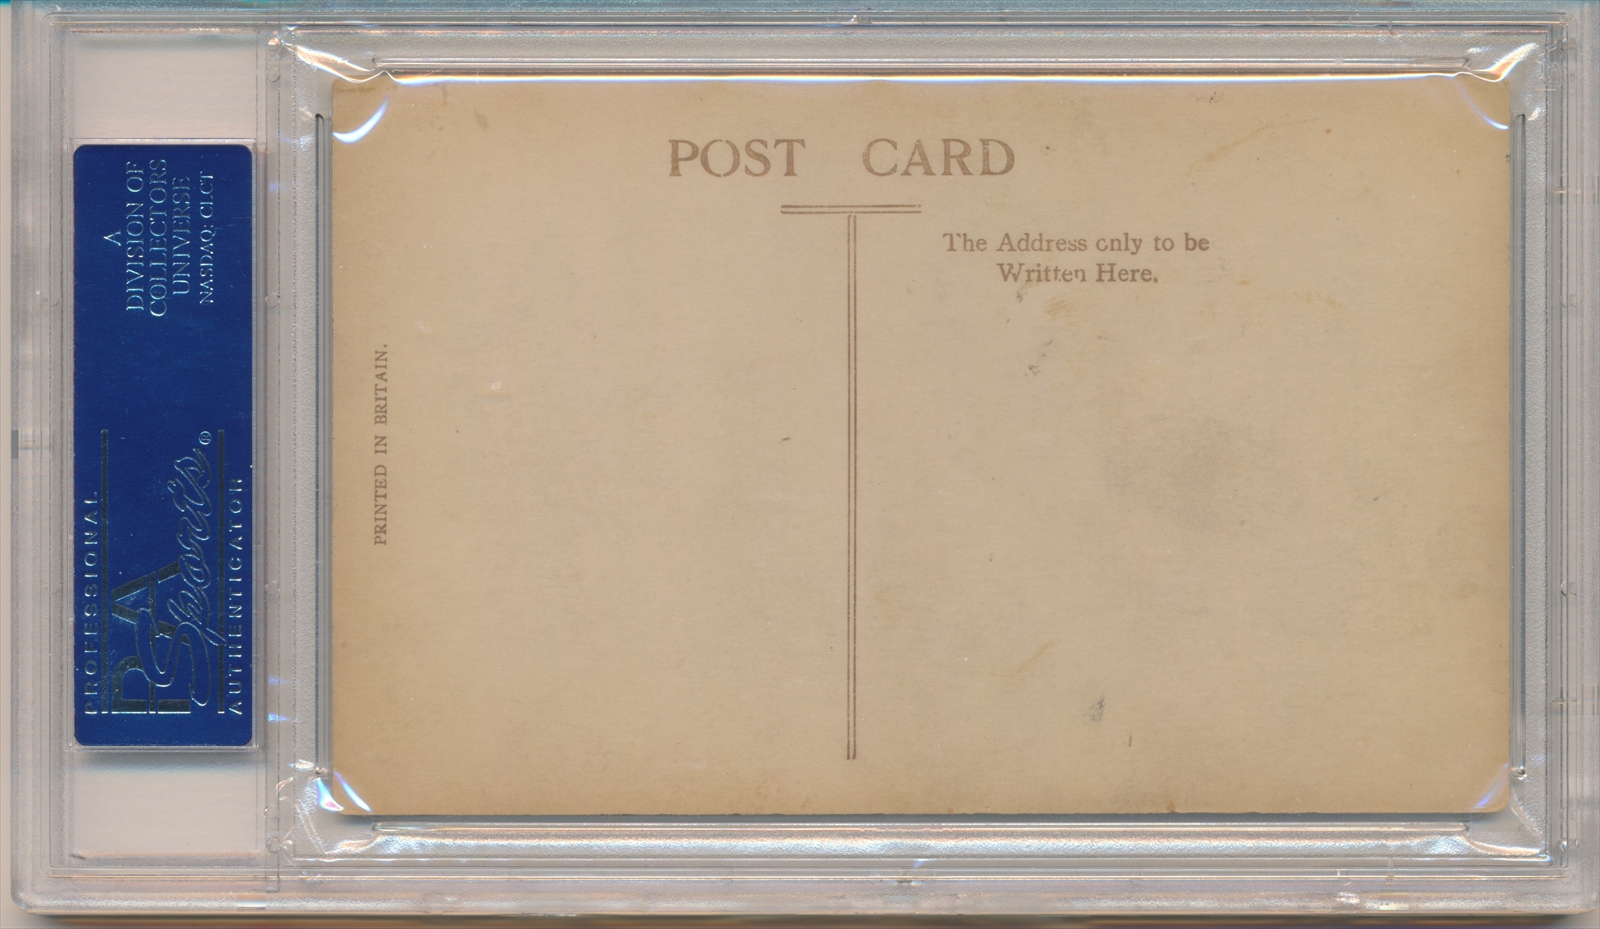 A
DIVISION OF
COLLECTORS
UNIVERSE
NASDAQ: CLCT
PROFESSIONAL
PSA
Sports®
AUTHENTICATOR
PRINTED IN BRITAIN.
POST CARD
The Address only to be
Written Here.